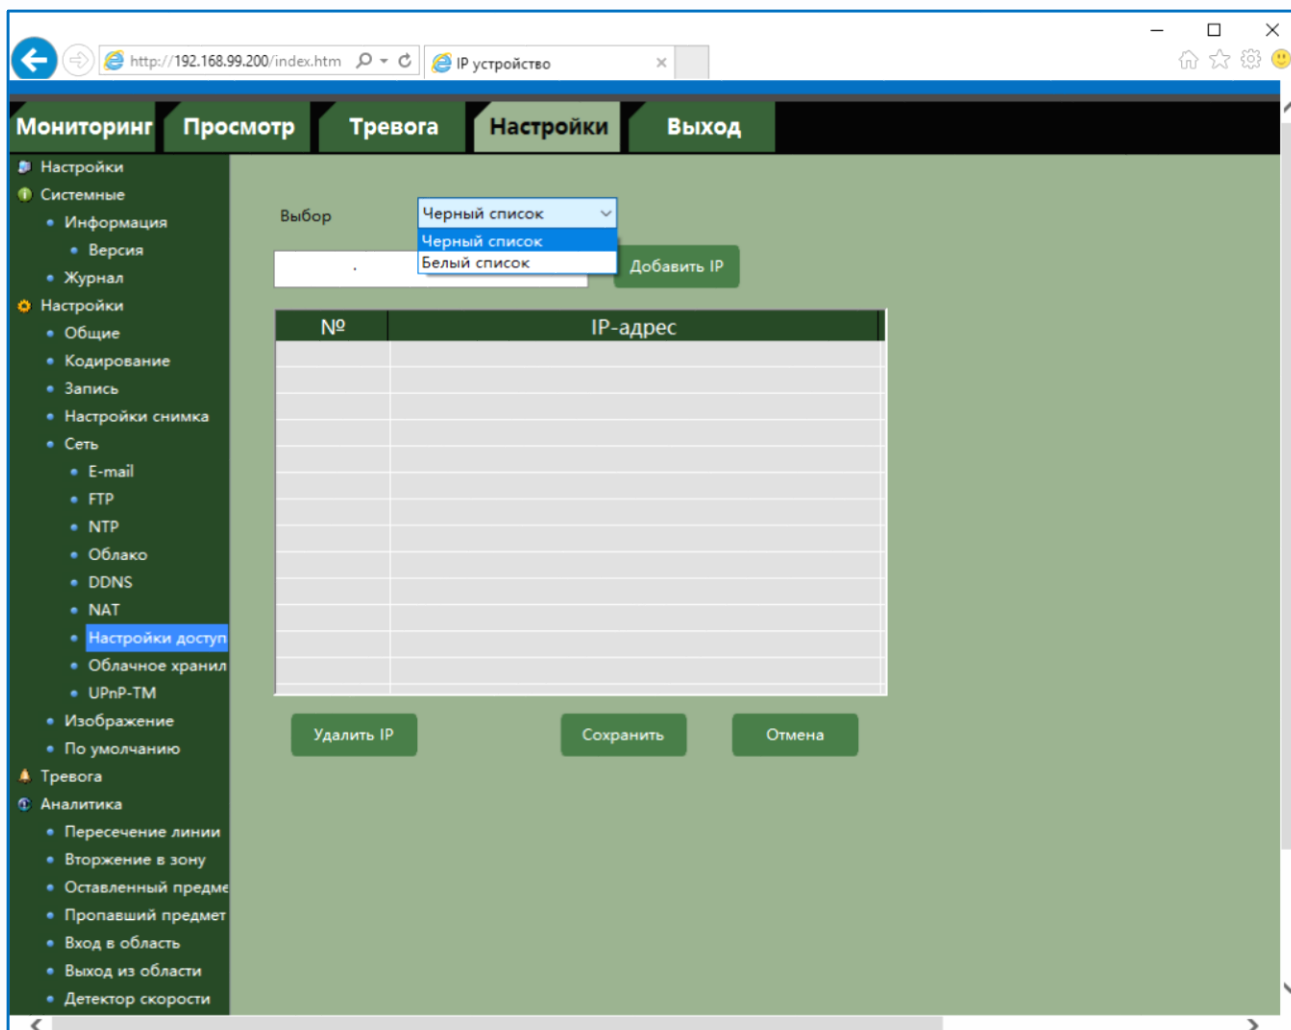 http://192.168.99.200/index.htm
IP устройство
Мониторинг
Просмотр
Тревога
Настройки
Выход
Настройки
Системные
Информация
Версия
Журнал
Настройки
Общие
Кодирование
Запись
Настройки снимка
Сеть
E-mail
FTP
NTP
Облако
DDNS
NAT
Настройки доступ
Облачное хранил
UPnP-TM
Изображение
По умолчанию
Тревога
Аналитика
Пересечение линии
Вторжение в зону
Оставленный предме
Пропавший предмет
Вход в область
Выход из области
Детектор скорости
Выбор
Черный список
Черный список
Белый список
.
Добавить IP
№ IP-адрес
Удалить IP
Сохранить
Отмена